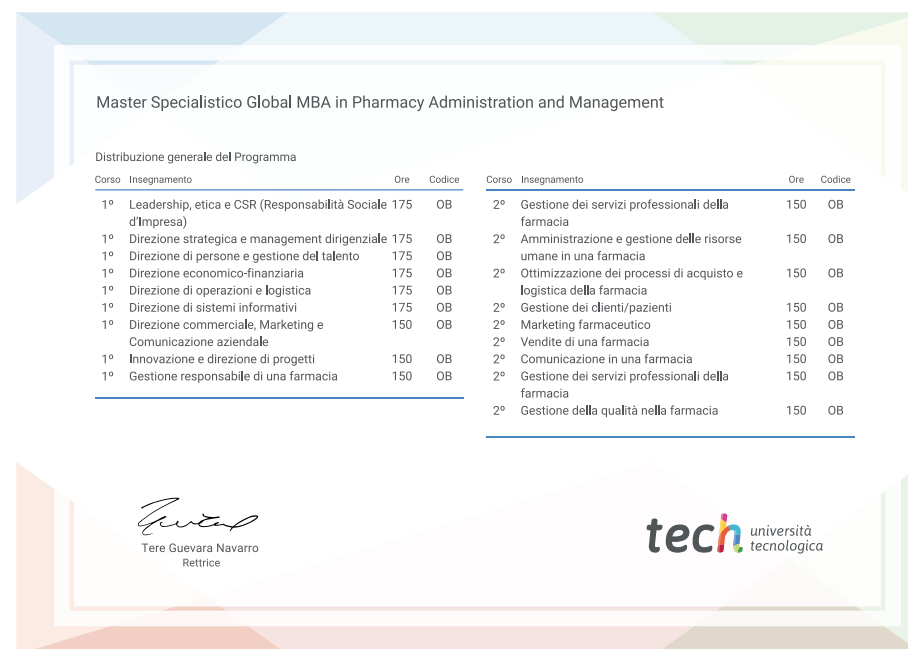 Master Specialistico Global MBA in Pharmacy Administration and Management
Distribuzione generale del Programma
Corso Insegnamento Ore Codice
1º Leadership, etica e CSR (Responsabilità Sociale 175 OB
d'Impresa)
1º Direzione strategica e management dirigenziale 175 OB
1º Direzione di persone e gestione del talento 175 OB
1º Direzione economico-finanziaria 175 OB
1º Direzione di operazioni e logistica 175 OB
1º Direzione di sistemi informativi 175 OB
1º Direzione commerciale, Marketing e 150 OB
Comunicazione aziendale
1º Innovazione e direzione di progetti 150 OB
1º Gestione responsabile di una farmacia 150 OB
Corso Insegnamento Ore Codice
2º Gestione dei servizi professionali della 150 OB
farmacia
2º Amministrazione e gestione delle risorse 150 OB
umane in una farmacia
2º Ottimizzazione dei processi di acquisto e 150 OB
logistica della farmacia
2º Gestione dei clienti/pazienti 150 OB
2º Marketing farmaceutico 150 OB
2º Vendite di una farmacia 150 OB
2º Comunicazione in una farmacia 150 OB
2º Gestione dei servizi professionali della 150 OB
farmacia
2º Gestione della qualità nella farmacia 150 OB
Tere Guevara Navarro
Rettrice
tech università
tecnologica